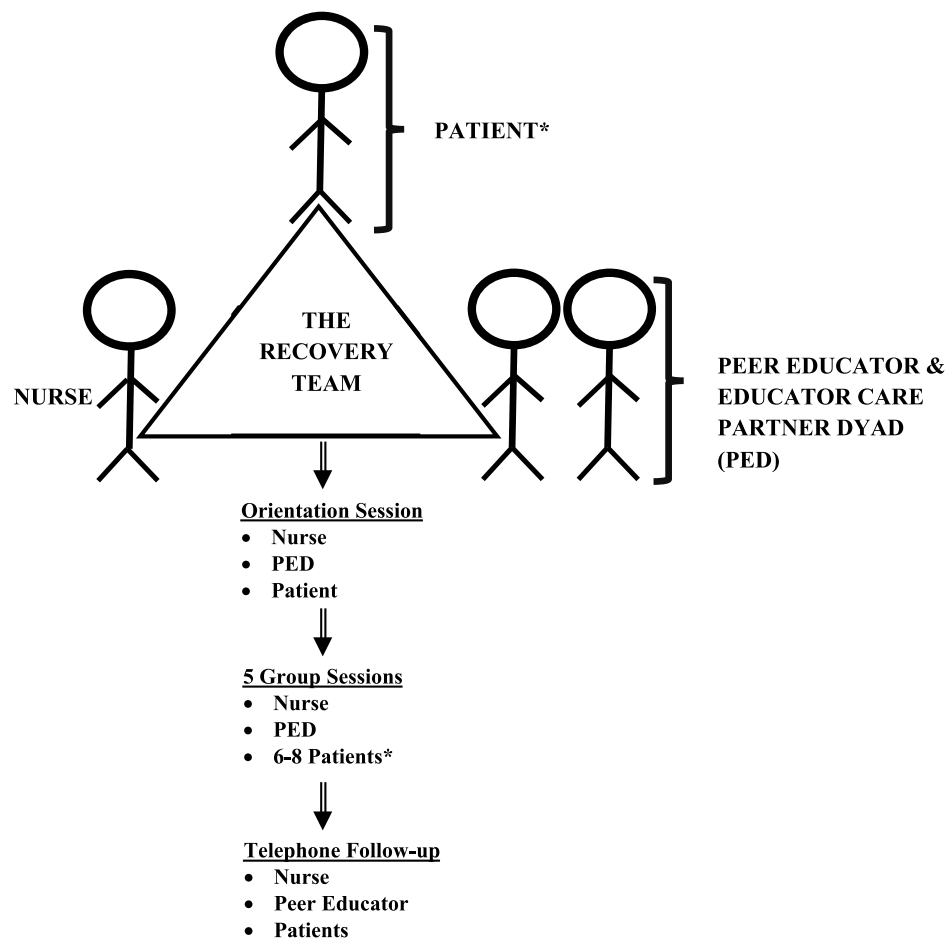 PATIENT*
THE
RECOVERY
TEAM
NURSE
PEER EDUCATOR &
EDUCATOR CARE
PARTNER DYAD
(PED)
Orientation Session
• Nurse
• PED
• Patient
5 Group Sessions
• Nurse
• PED
• 6-8 Patients*
Telephone Follow-up
• Nurse
• Peer Educator
• Patients